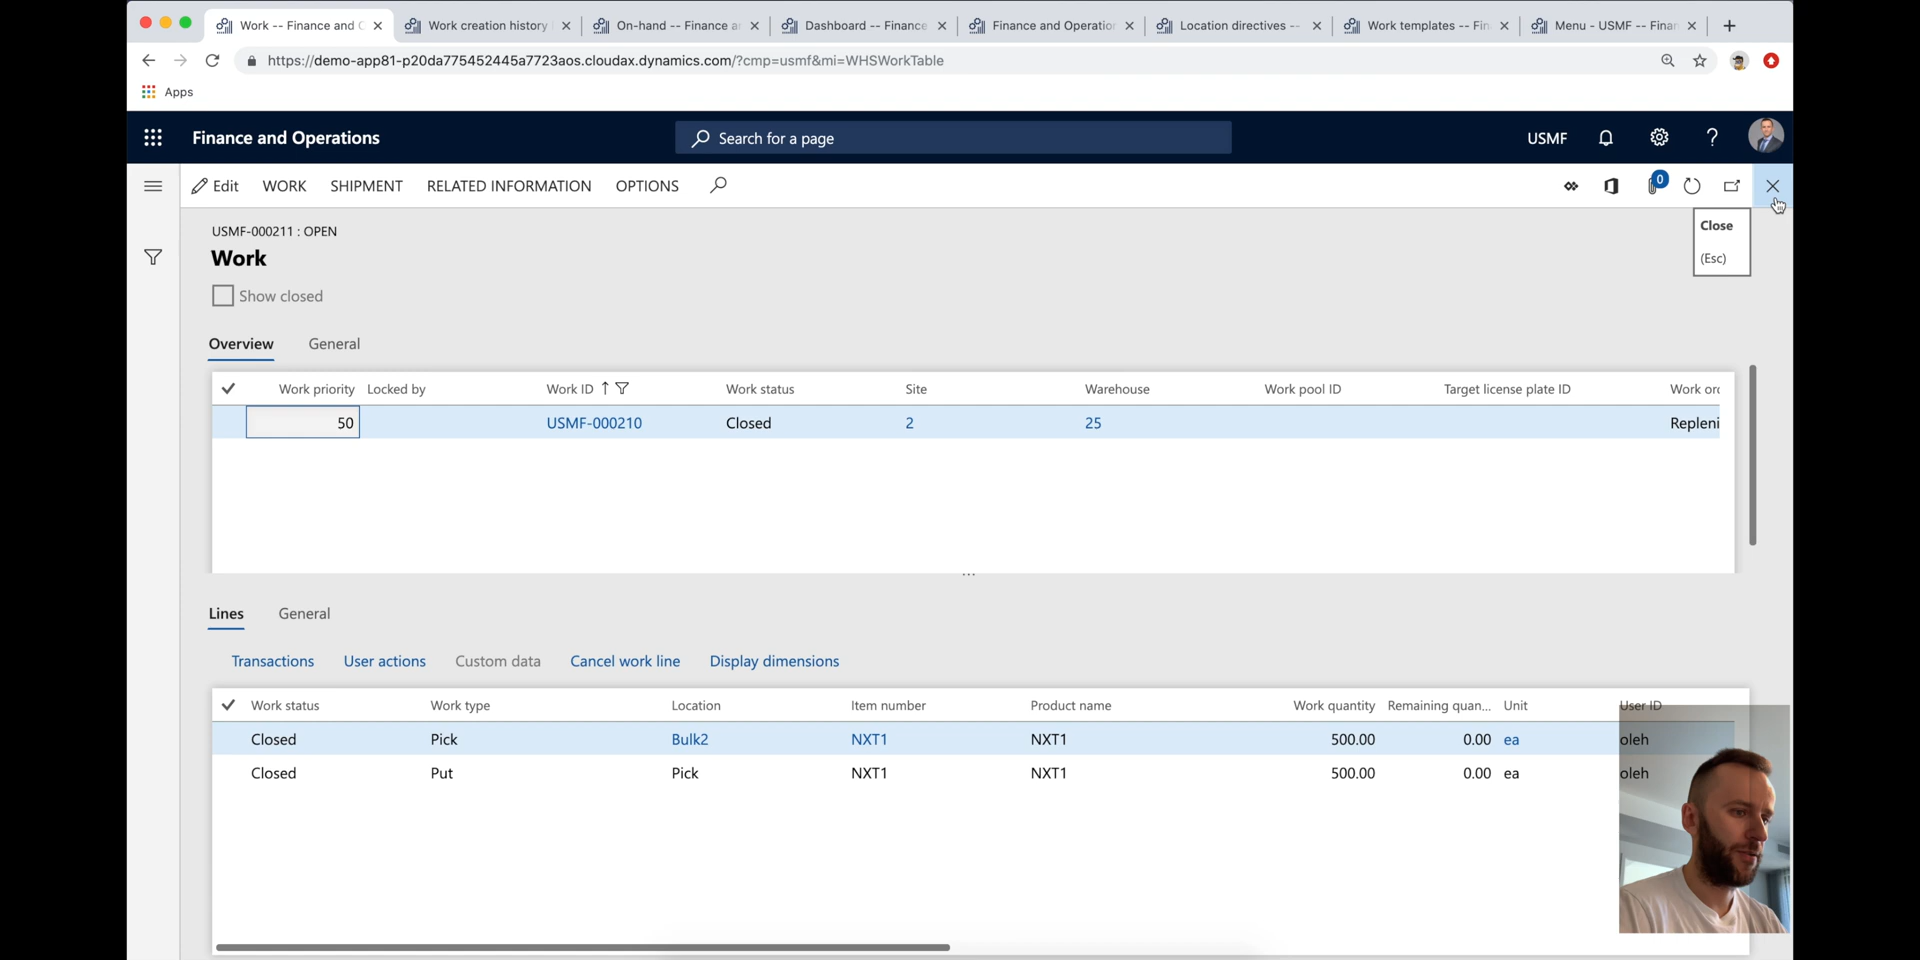 Work -- Finance and
Work creation history
On-hand -- Finance
Dashboard -- Finance
Finance and Operation
Location directives --
Work templates -- Fin
Menu - USMF -- Finan
https://demo-app81-p20da775452445a7723aos.cloudax.dynamics.com/?cmp=usmf&mi=WHSWorkTable
Apps
Finance and Operations
Search for a page
USMF
?
Edit
WORK
SHIPMENT
RELATED INFORMATION
OPTIONS
0
Close
(Esc)
USMF-000211 : OPEN
Work
Show closed
Overview General
Work priority Locked by Work ID Work status Site Warehouse Work pool ID Target license plate ID Work ord
50 USMF-000210 Closed 2 25 Repleni
Lines General
Transactions User actions Custom data Cancel work line Display dimensions
Work status Work type Location Item number Product name Work quantity Remaining quan... Unit User ID
Closed Pick Bulk2 NXT1 NXT1 500.00 0.00 ea oleh
Closed Put Pick NXT1 NXT1 500.00 0.00 ea oleh